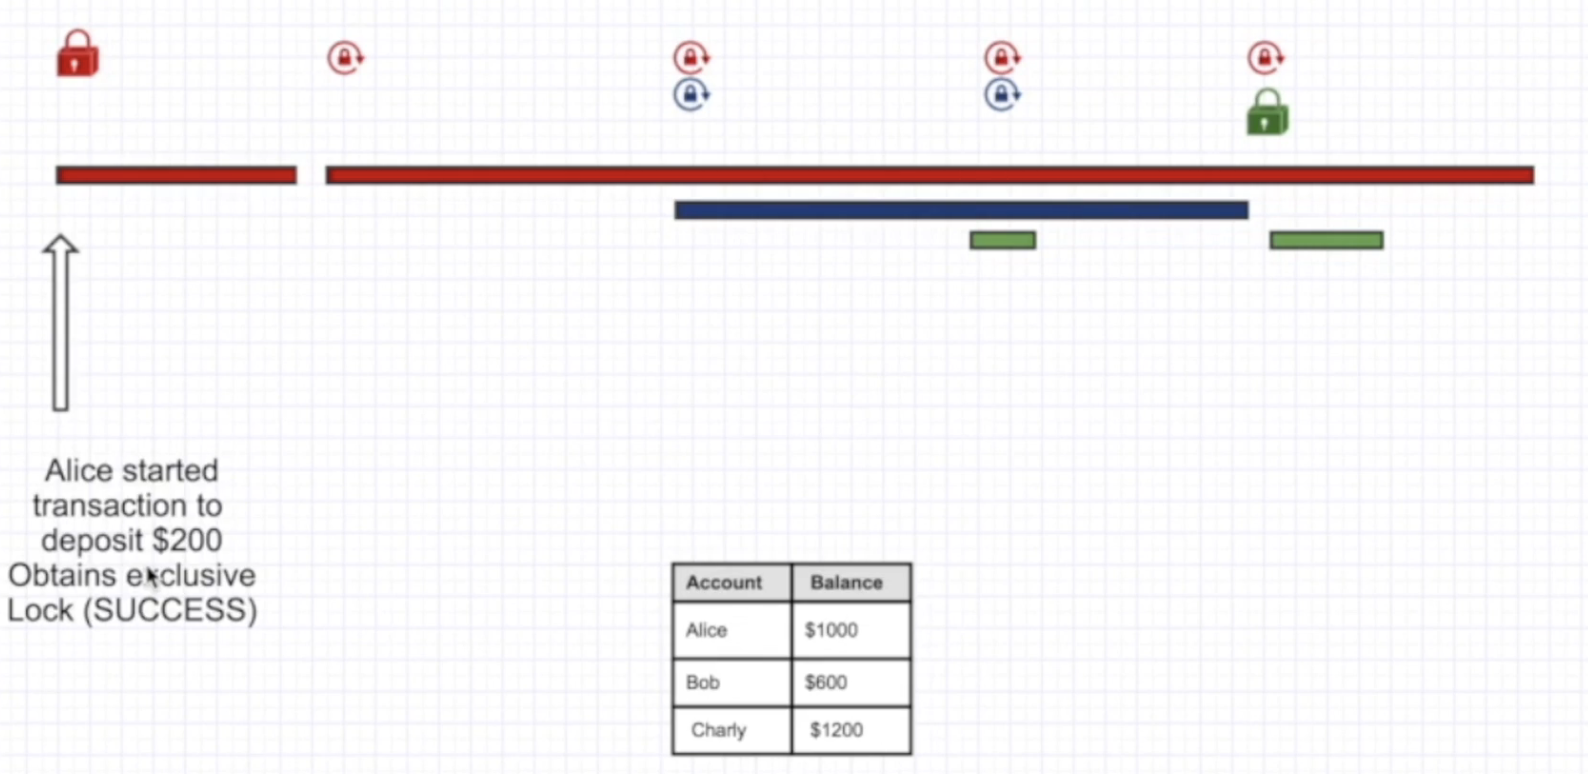 Alice started
transaction to
deposit $200
Obtains exclusive
Lock (SUCCESS)
Account Balance
Alice $1000
Bob $600
Charly $1200